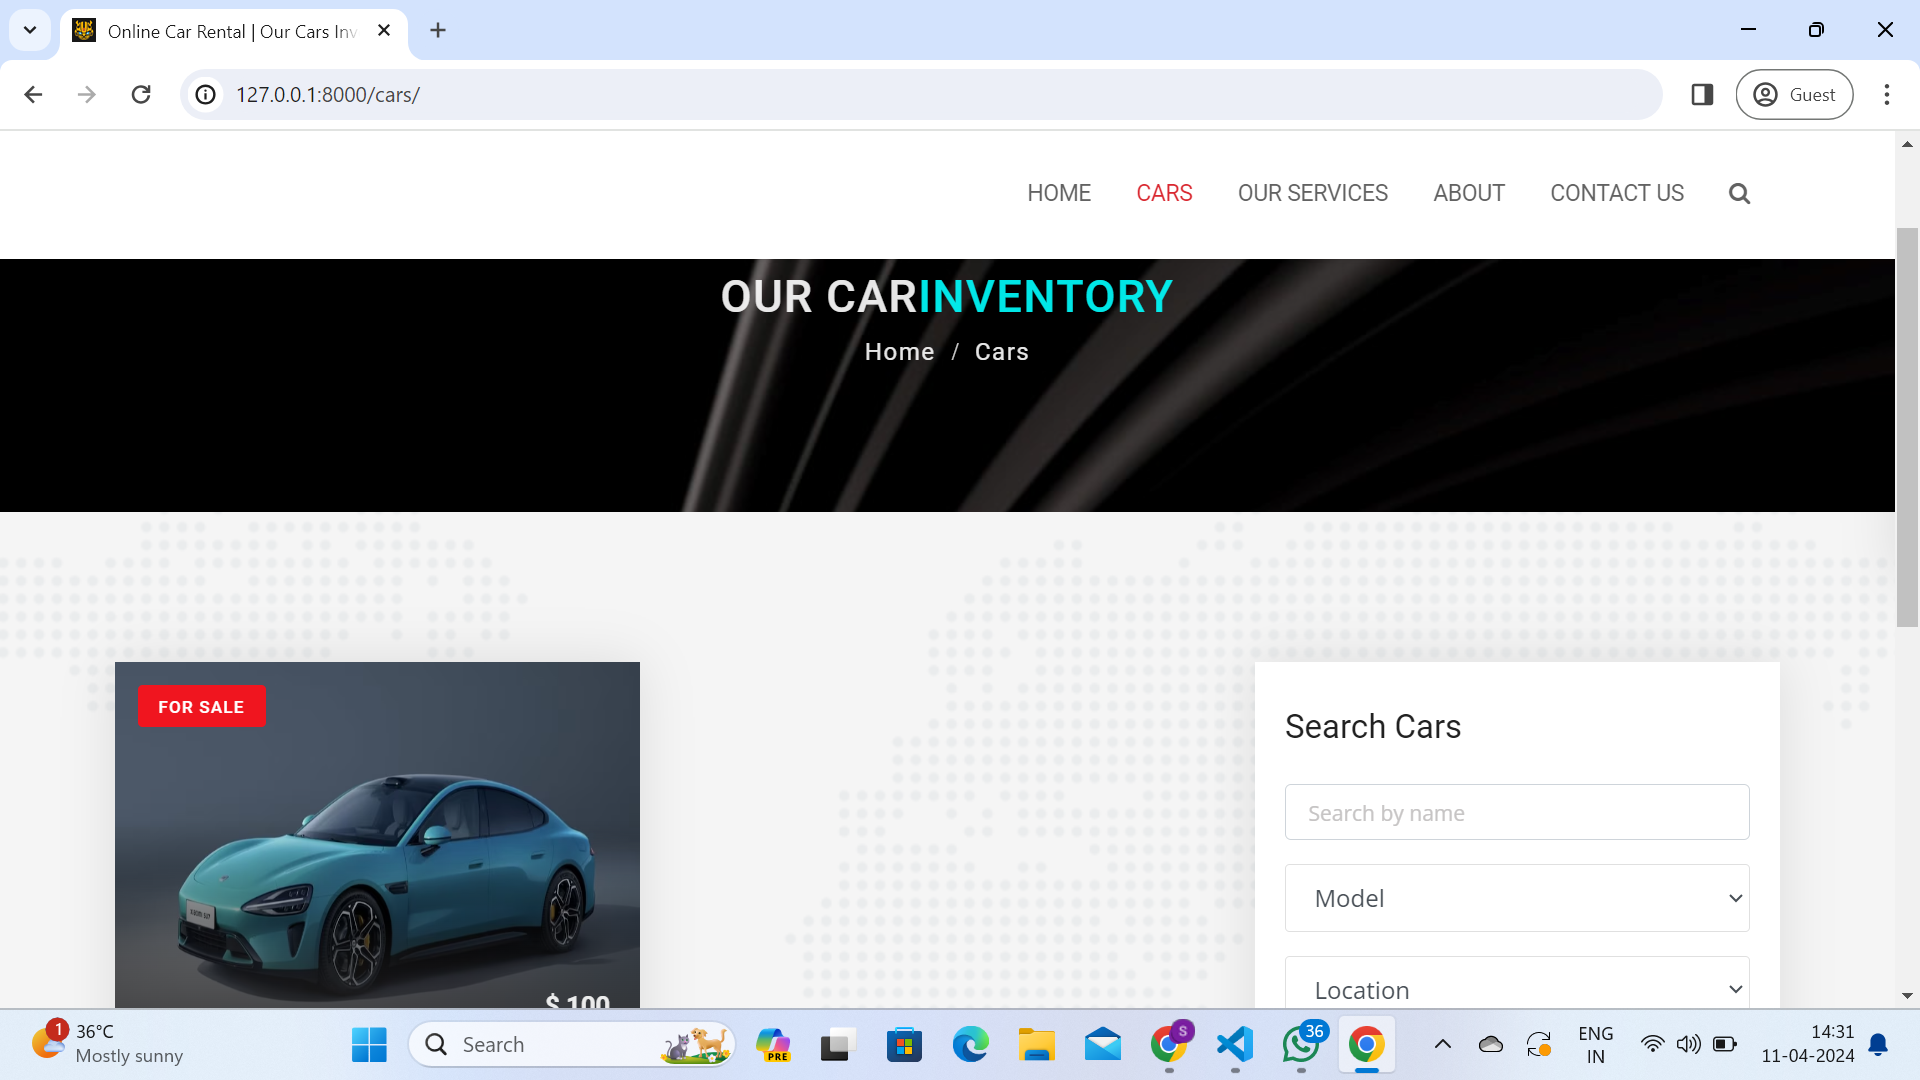 Online Car Rental | Our Cars Inv
127.0.0.1:8000/cars/
Guest
HOME CARS OUR SERVICES ABOUT CONTACT US
OUR CARINVENTORY
Home / Cars
FOR SALE
$ 100
Search Cars
Search by name
Model
Location
1
36°C
Mostly sunny
Search
PRE
S
36
ENG
IN
14:31
11-04-2024